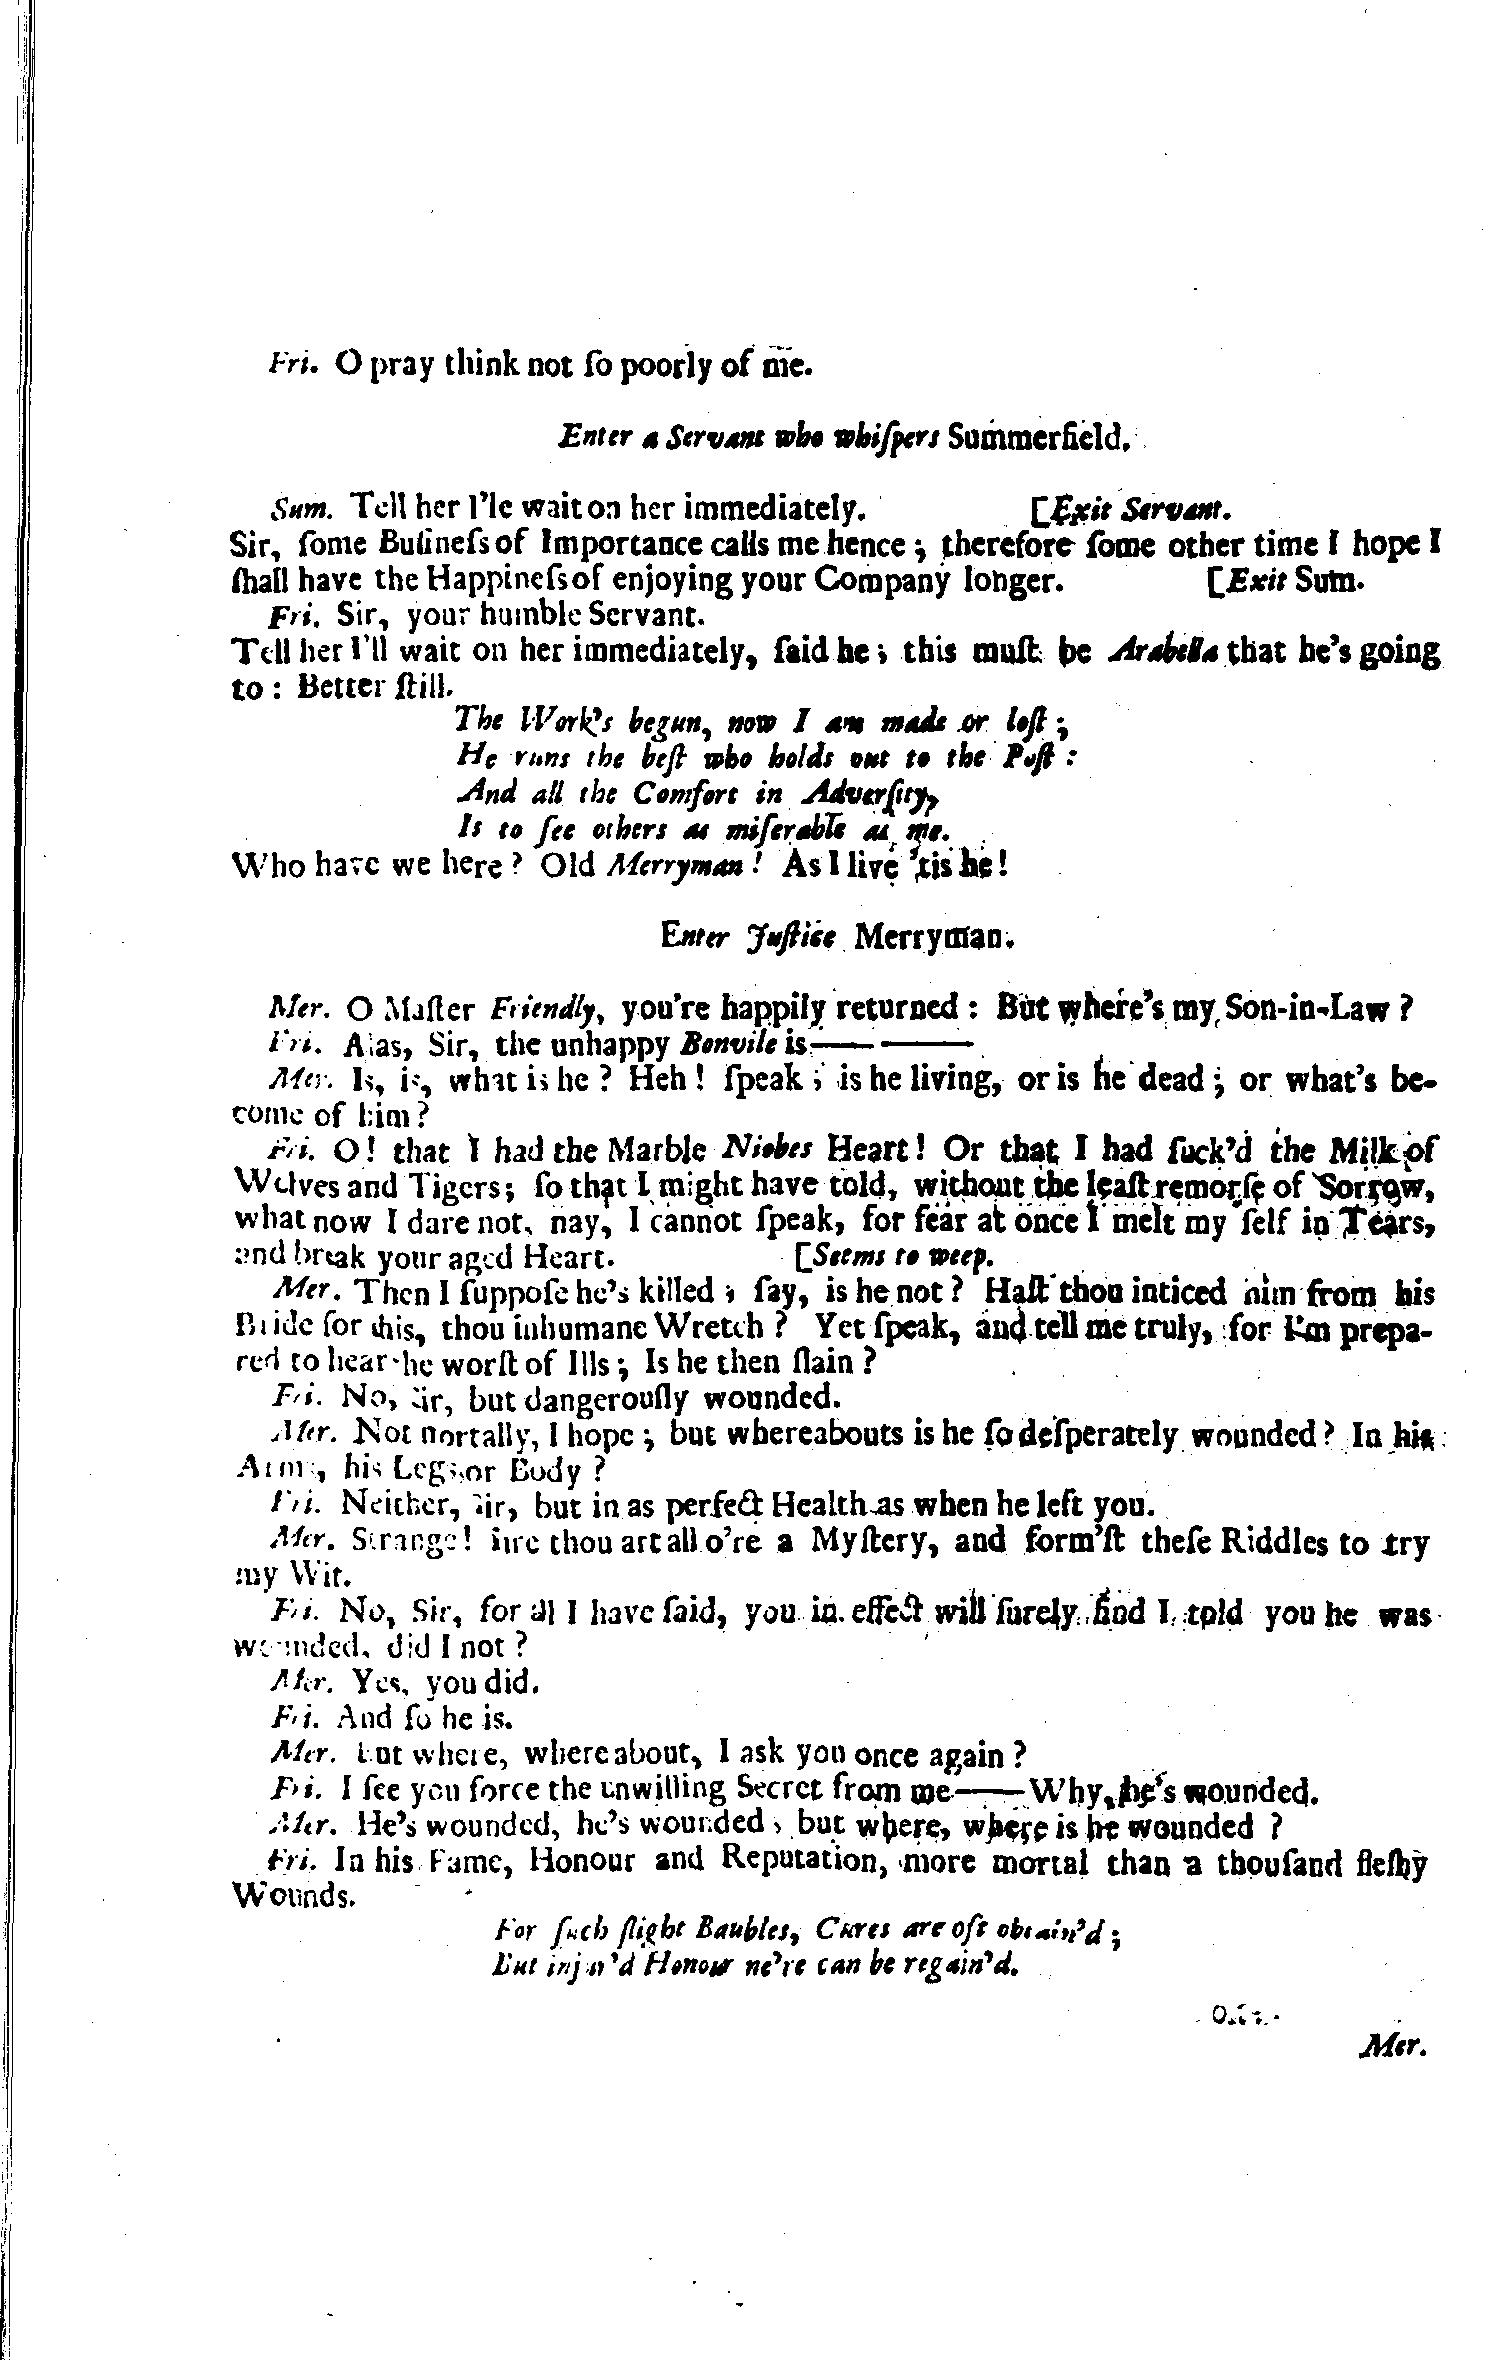 Fri. O pray think not ſo poorly of me.
Enter a Servant who whiſpers Summerfield.
Sum. Tell her I'le wait on her immediately. [Exit Servant.
Sir, ſome Buſineſs of Importance calls me hence; therefore ſome other time I hope I
ſhall have the Happineſs of enjoying your Company longer. [Exit Sum.
Fri. Sir, your humble Servant.
Tell her I'll wait on her immediately, ſaid he; this muſt be Arabella that he's going
to: Better ſtill.
The Work's begun, now I am made or loſt;
He runs the beſt who holds out to the Poſt:
And all the Comfort in Adverſity,
Is to ſee others as miſerable as me.
Who have we here? Old Merryman! As I live 'tis he!
Enter Juſtice Merryman.
Mer. O Maſter Friendly, you're happily returned: But where's my Son-in-Law?
Fri. Alas, Sir, the unhappy Bonvile is—— ——
Mer. Is, is, what is he? Heh! ſpeak; is he living, or is he dead; or what's be-
come of him?
Fri. O! that I had the Marble Niobes Heart! Or that I had ſuck'd the Milk of
Wolves and Tigers; ſo that I might have told, without the leaſt remorſe of Sorrow,
what now I dare not, nay, I cannot ſpeak, for fear at once I melt my ſelf in Tears,
and break your aged Heart. [Seems to weep.
Mer. Then I ſuppoſe he's killed; ſay, is he not? Haſt thou inticed him from his
Bride for this, thou inhumane Wretch? Yet ſpeak, and tell me truly, for I'm prepa-
red to hear the worſt of Ills; Is he then ſlain?
Fri. No, Sir, but dangerouſly wounded.
Mer. Not mortally, I hope; but whereabouts is he ſo deſperately wounded? In his
Arms, his Legs, or Body?
Fri. Neither, Sir, but in as perfect Health as when he left you.
Mer. Strange! ſure thou art all o're a Myſtery, and form'ſt theſe Riddles to try
my Wit.
Fri. No, Sir, for all I have ſaid, you in effect will ſurely find I told you he was
wounded, did I not?
Mer. Yes, you did.
Fri. And ſo he is.
Mer. But where, whereabout, I ask you once again?
Fri. I ſee you force the unwilling Secret from me——Why, he's wounded.
Mer. He's wounded, he's wounded, but where, where is he wounded?
Fri. In his Fame, Honour and Reputation, more mortal than a thouſand fleſhy
Wounds.
For ſuch ſlight Baubles, Cures are oft obtain'd;
But injur'd Honour ne're can be regain'd.
Mer.